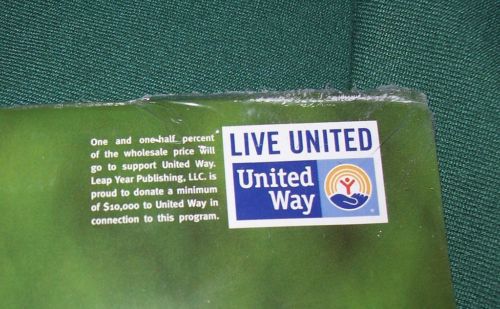 One and one-half percent
of the wholesale price will
go to support United Way.
Leap Year Publishing, LLC. is
proud to donate a minimum
of $10,000 to United Way in
connection to this program.
LIVE UNITED
United
Way
®